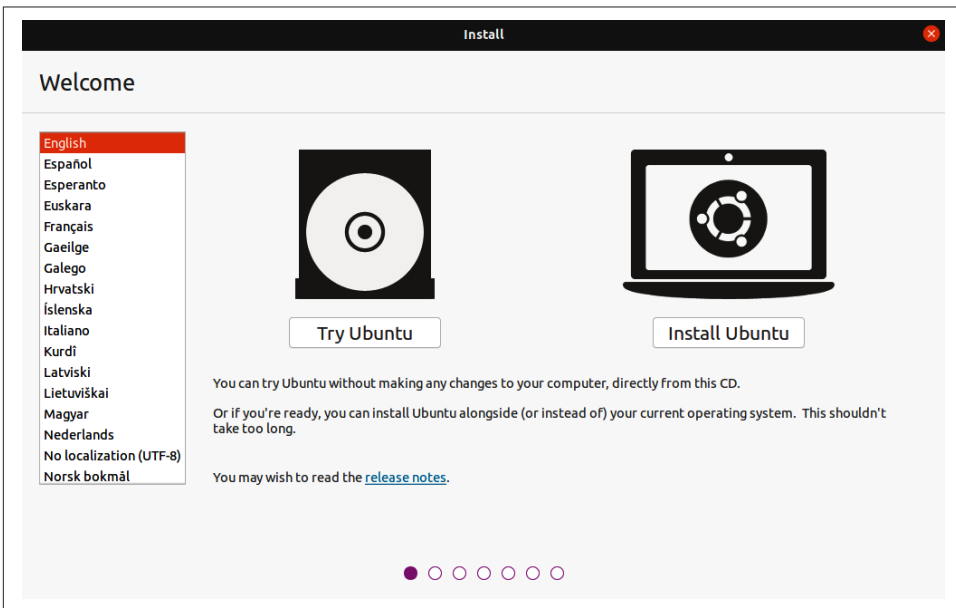 Install
Welcome
English
Español
Esperanto
Euskara
Français
Gaeilge
Galego
Hrvatski
Íslenska
Italiano
Kurdî
Latviski
Lietuviškai
Magyar
Nederlands
No localization (UTF-8)
Norsk bokmål
Try Ubuntu
Install Ubuntu
You can try Ubuntu without making any changes to your computer, directly from this CD.
Or if you're ready, you can install Ubuntu alongside (or instead of) your current operating system. This shouldn't
take too long.
You may wish to read the release notes.